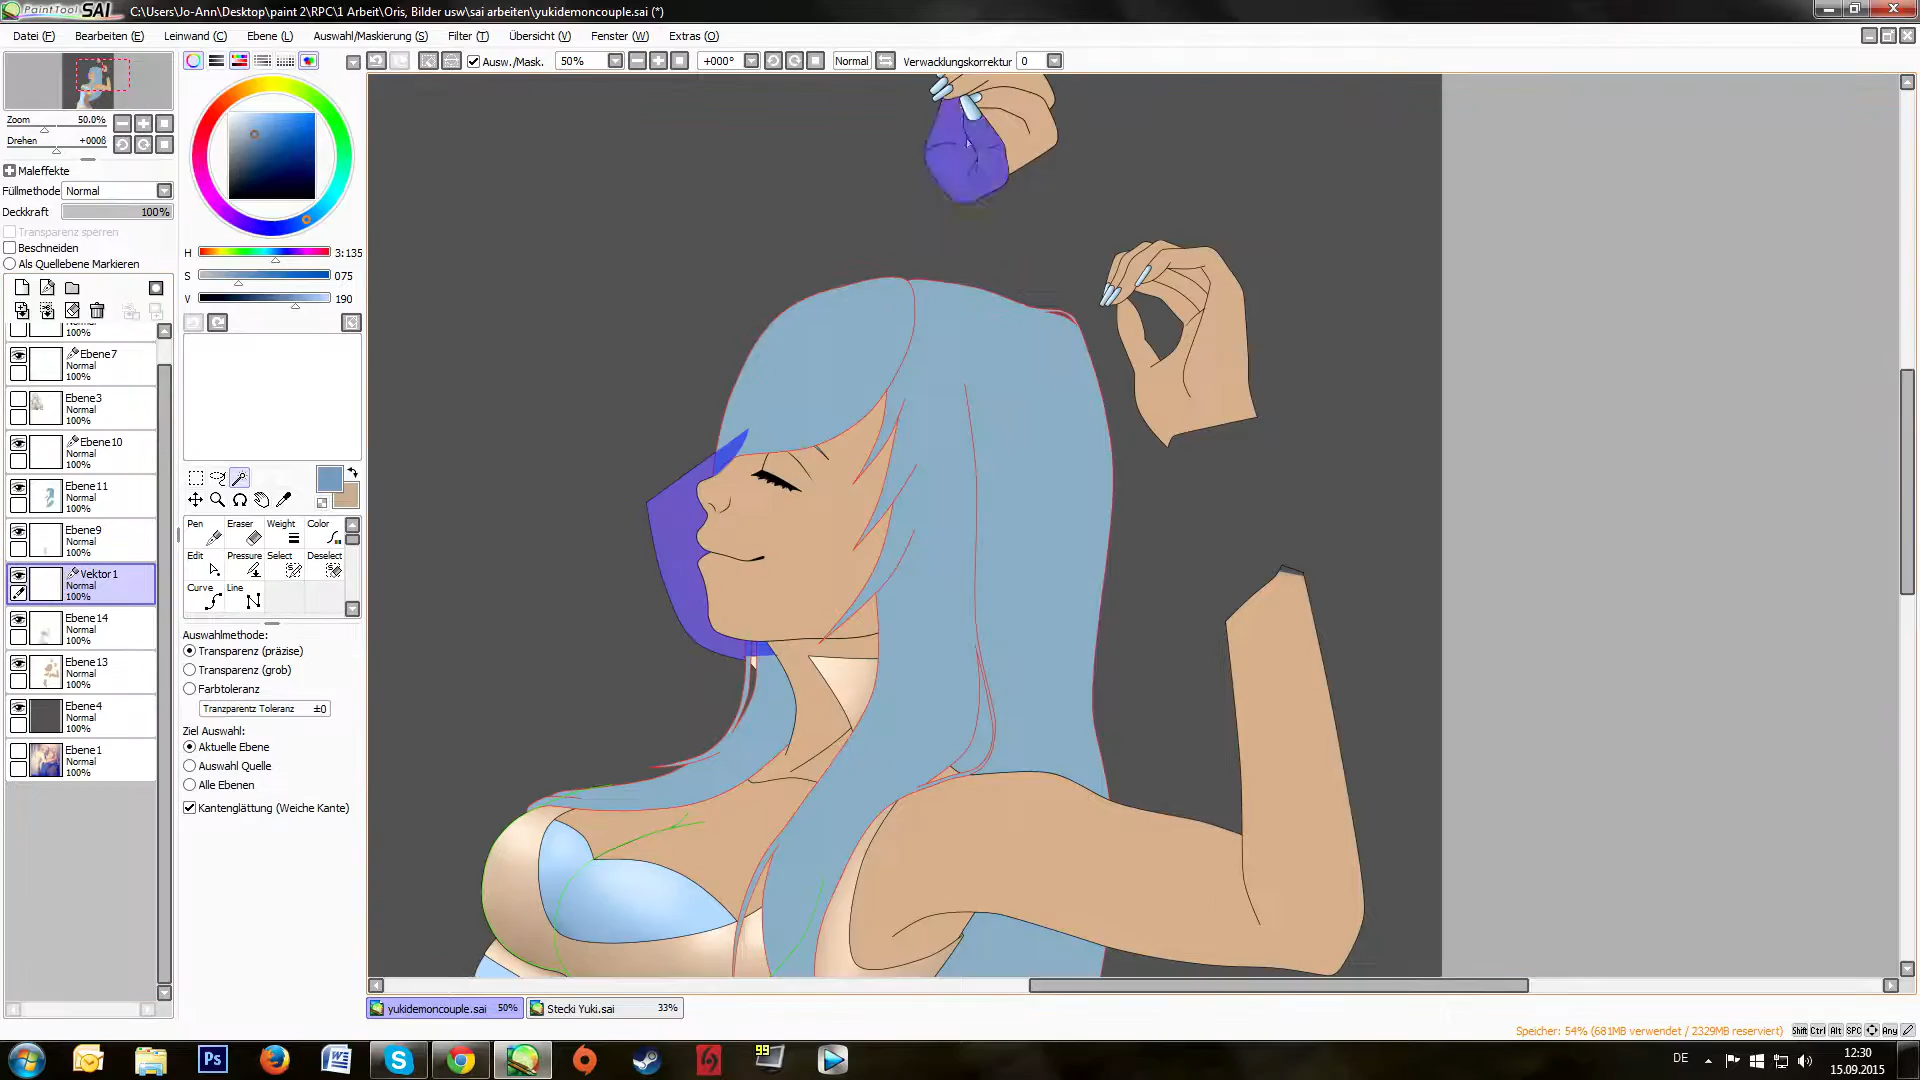 PaintTool SAI C:\Users\Jo-Ann\Desktop\paint 2\RPC\1 Arbeit\Oris, Bilder usw\sai arbeiten\yukidemoncouple.sai (*)
Datei (F) Bearbeiten (E) Leinwand (C) Ebene (L) Auswahl/Maskierung (S) Filter (T) Übersicht (V) Fenster (W) Extras (O)
Ausw./Mask. 50% +000° Normal Verwacklungskorrektur 0
Zoom 50.0%
Drehen +000ß
Maleffekte
Füllmethode Normal
Deckkraft 100%
Transparenz sperren
Beschneiden
Als Quellebene Markieren
Normal
100%
Ebene7
Normal
100%
Ebene3
Normal
100%
Ebene10
Normal
100%
Ebene11
Normal
100%
Ebene9
Normal
100%
Vektor1
Normal
100%
Ebene14
Normal
100%
Ebene13
Normal
100%
Ebene4
Normal
100%
Ebene1
Normal
100%
H 3:135
S 075
V 190
Pen Eraser Weight Color
Edit Pressure Select Deselect
Curve Line
Auswahlmethode:
Transparenz (präzise)
Transparenz (grob)
Farbtoleranz
Tranzparentz Toleranz ±0
Ziel Auswahl:
Aktuelle Ebene
Auswahl Quelle
Alle Ebenen
Kantenglättung (Weiche Kante)
yukidemoncouple.sai 50% Stecki Yuki.sai 33%
Speicher: 54% (681MB verwendet / 2329MB reserviert) Shift Ctrl Alt SPC Any
Ps W S 99 DE 12:30
15.09.2015